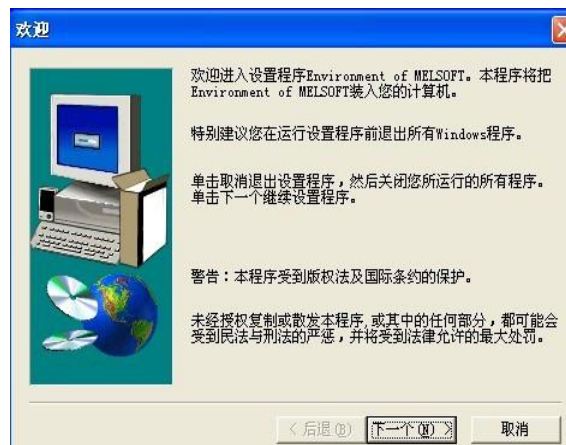 欢迎
欢迎进入设置程序Environment of MELSOFT。本程序将把
Environment of MELSOFT装入您的计算机。
特别建议您在运行设置程序前退出所有Windows程序。
单击取消退出设置程序，然后关闭您所运行的所有程序。
单击下一个继续设置程序。
警告：本程序受到版权法及国际条约的保护。
未经授权复制或散发本程序，或其中的任何部分，都可能会
受到民法与刑法的严惩，并将受到法律允许的最大处罚。
< 后退(B)
下一个(N) >
取消